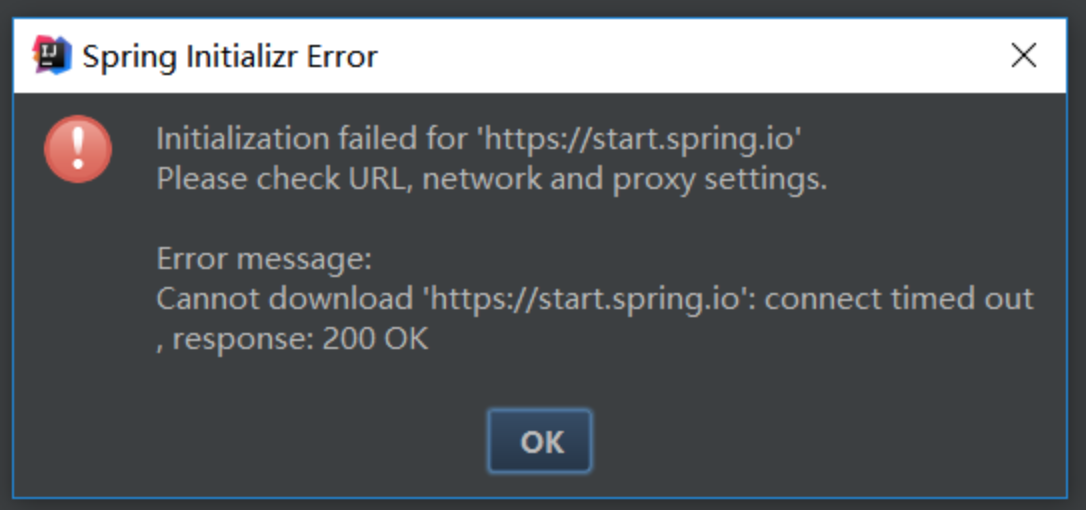 Spring Initializr Error
Initialization failed for 'https://start.spring.io'
Please check URL, network and proxy settings.
Error message:
Cannot download 'https://start.spring.io': connect timed out
, response: 200 OK
OK